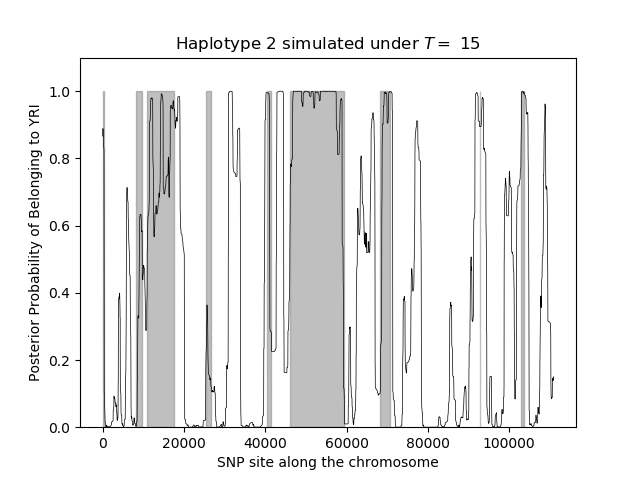 Haplotype 2 simulated under T = 15
Posterior Probability of Belonging to YRI
1.0
0.8
0.6
0.4
0.2
0.0
0 20000 40000 60000 80000 100000
SNP site along the chromosome